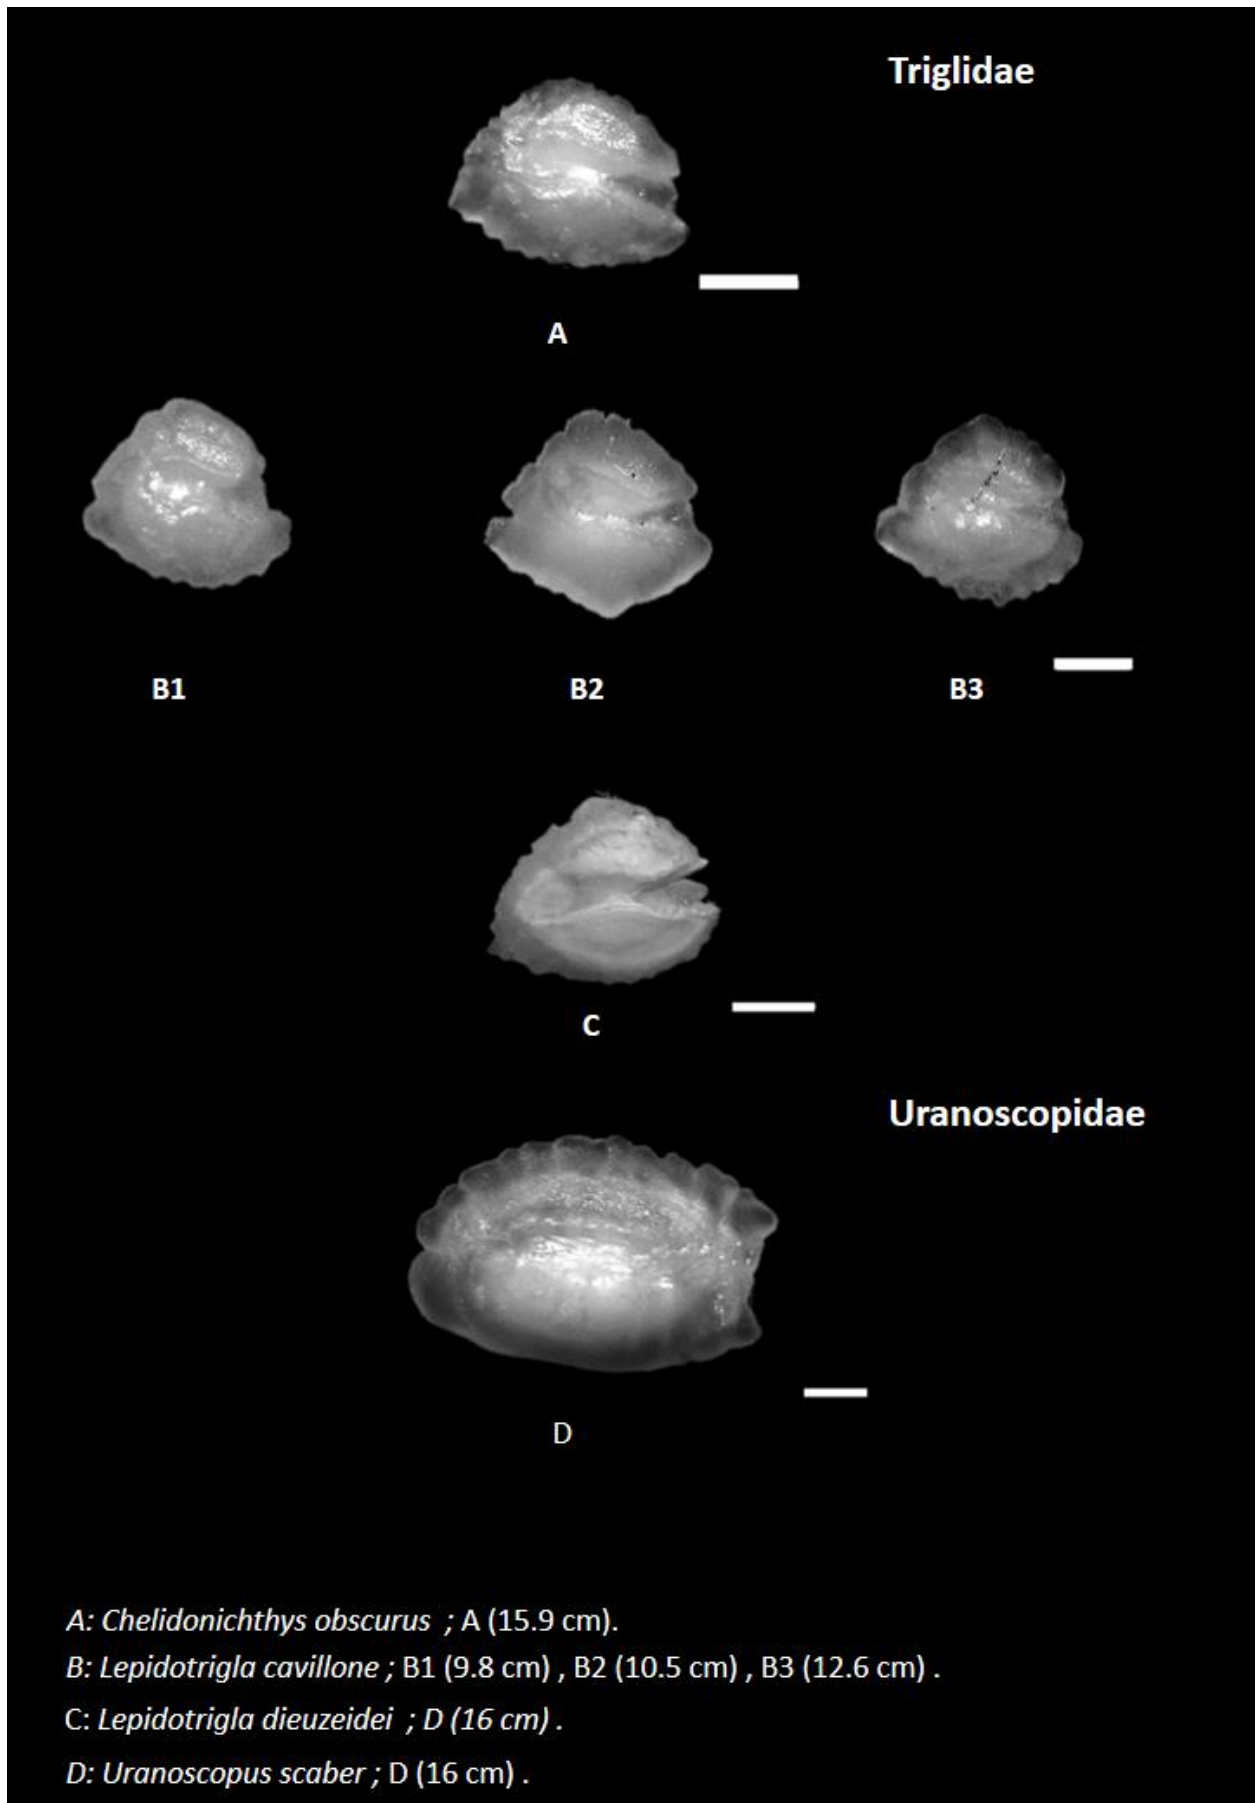 Triglidae
A
B1 B2 B3
C
Uranoscopidae
D
A: Chelidonichthys obscurus ; A (15.9 cm).
B: Lepidotrigla cavillone ; B1 (9.8 cm) , B2 (10.5 cm) , B3 (12.6 cm) .
C: Lepidotrigla dieuzeidei ; D (16 cm) .
D: Uranoscopus scaber ; D (16 cm) .